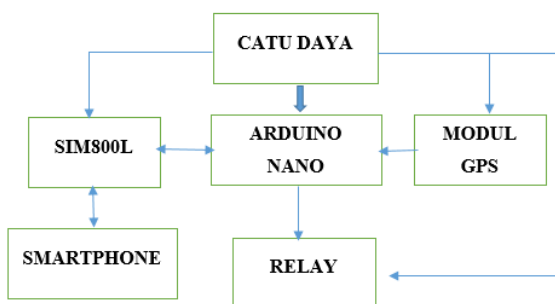 CATU DAYA
SIM800L
ARDUINO
NANO
MODUL
GPS
SMARTPHONE
RELAY